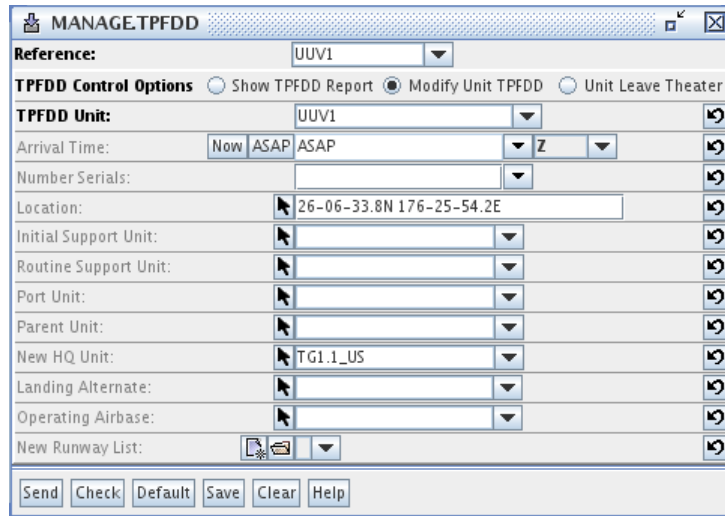 MANAGE.TPFDD
Reference: UUV1
TPFDD Control Options Show TPFDD Report Modify Unit TPFDD Unit Leave Theater
TPFDD Unit: UUV1
Arrival Time: Now ASAP ASAP Z
Number Serials:
Location: 26-06-33.8N 176-25-54.2E
Initial Support Unit:
Routine Support Unit:
Port Unit:
Parent Unit:
New HQ Unit: TG1.1_US
Landing Alternate:
Operating Airbase:
New Runway List:
Send Check Default Save Clear Help